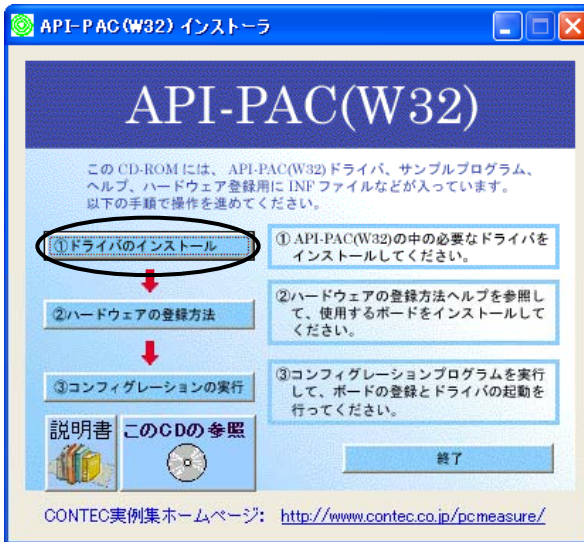 API-PAC(W32) インストーラ
API-PAC(W32)
この CD-ROM には、 API-PAC(W32)ドライバ、サンプルプログラム、
ヘルプ、ハードウェア登録用に INF ファイルなどが入っています。
以下の手順で操作を進めてください。
①ドライバのインストール
① API-PAC(W32)の中の必要なドライバを
インストールしてください。
②ハードウェアの登録方法
②ハードウェアの登録方法ヘルプを参照し
て、使用するボードをインストールして
ください。
③コンフィグレーションの実行
③コンフィグレーションプログラムを実行
して、ボードの登録とドライバの起動を
行ってください。
説明書
このCDの参照
終了
CONTEC実例集ホームページ: http://www.contec.co.jp/pcmeasure/